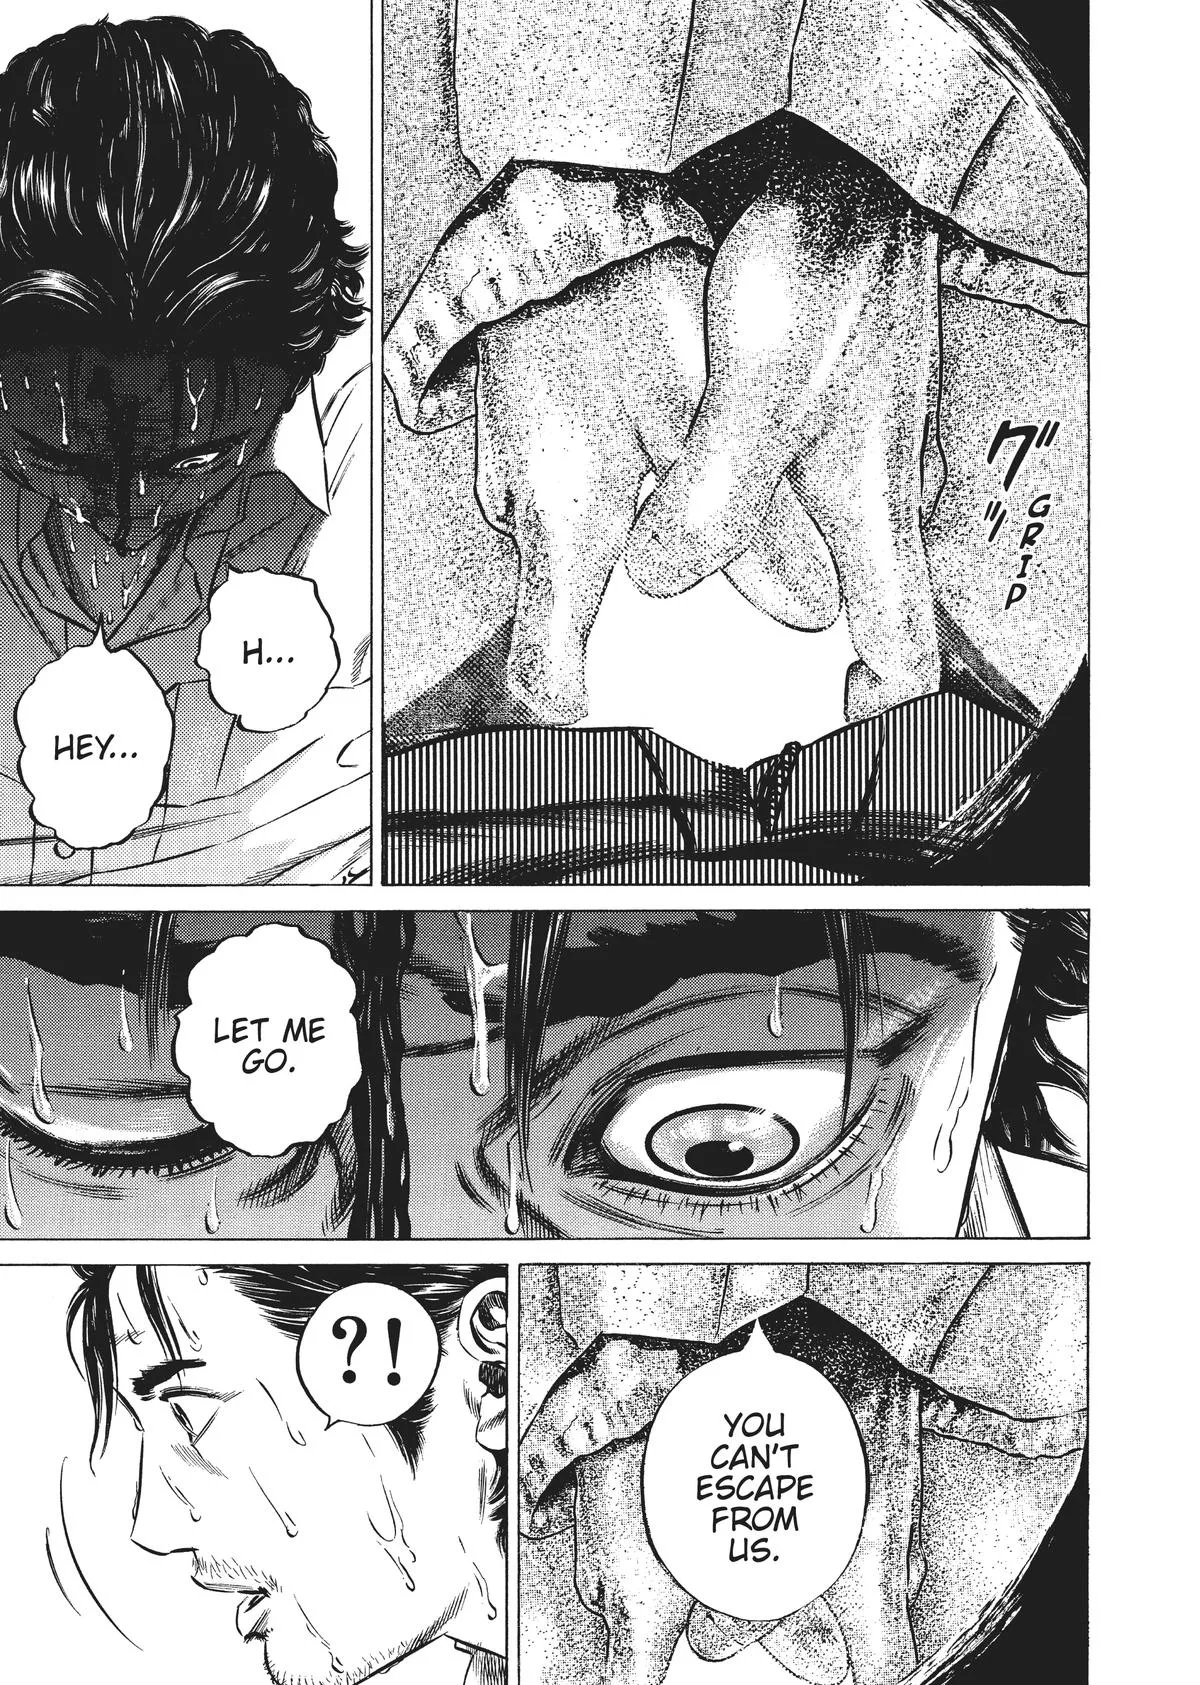 グッ
GRIP
H...
HEY...
LET ME
GO.
YOU
CAN'T
ESCAPE
FROM
US.
?!